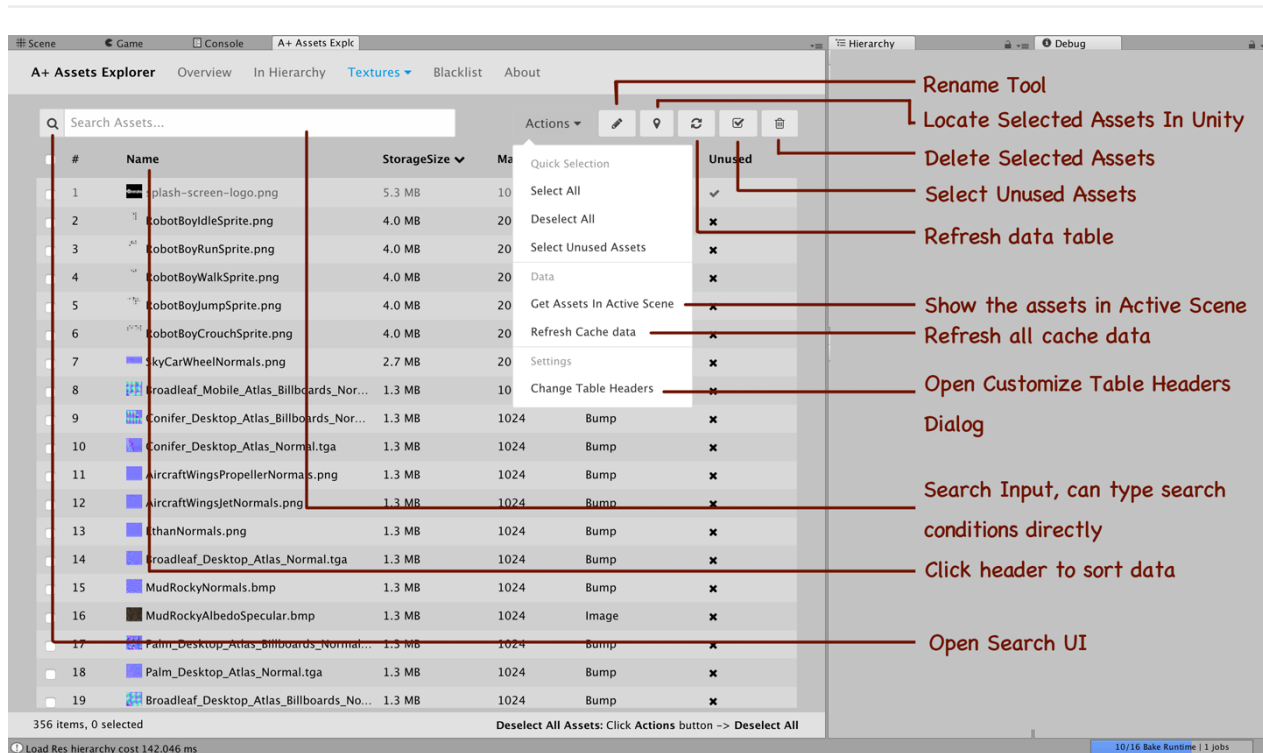 Scene Game Console A+ Assets Explc Hierarchy Debug
A+ Assets Explorer Overview In Hierarchy Textures Blacklist About
Search Assets...
Actions
# Name StorageSize Unused
1 splash-screen-logo.png 5.3 MB
2 RobotBoyIdleSprite.png 4.0 MB
3 RobotBoyRunSprite.png 4.0 MB
4 RobotBoyWalkSprite.png 4.0 MB
5 RobotBoyJumpSprite.png 4.0 MB
6 RobotBoyCrouchSprite.png 4.0 MB
7 SkyCarWheelNormals.png 2.7 MB
8 Broadleaf_Mobile_Atlas_Billboards_Nor... 1.3 MB
9 Conifer_Desktop_Atlas_Billboards_Nor... 1.3 MB 1024 Bump
10 Conifer_Desktop_Atlas_Normal.tga 1.3 MB 1024 Bump
11 AircraftWingsPropellerNormals.png 1.3 MB 1024 Bump
12 AircraftWingsJetNormals.png 1.3 MB 1024 Bump
13 EthanNormals.png 1.3 MB 1024 Bump
14 Broadleaf_Desktop_Atlas_Normal.tga 1.3 MB 1024 Bump
15 MudRockyNormals.bmp 1.3 MB 1024 Bump
16 MudRockyAlbedoSpecular.bmp 1.3 MB 1024 Image
17 Palm_Desktop_Atlas_Billboards_Normal... 1.3 MB 1024 Bump
18 Palm_Desktop_Atlas_Normal.tga 1.3 MB 1024 Bump
19 Broadleaf_Desktop_Atlas_Billboards_No... 1.3 MB 1024 Bump
Quick Selection
Select All
Deselect All
Select Unused Assets
Data
Get Assets In Active Scene
Refresh Cache data
Settings
Change Table Headers
Rename Tool
Locate Selected Assets In Unity
Delete Selected Assets
Select Unused Assets
Refresh data table
Show the assets in Active Scene
Refresh all cache data
Open Customize Table Headers
Dialog
Search Input, can type search
conditions directly
Click header to sort data
Open Search UI
356 items, 0 selected
Deselect All Assets: Click Actions button -> Deselect All
Load Res hierarchy cost 142.046 ms
10/16 Bake Runtime | 1 jobs